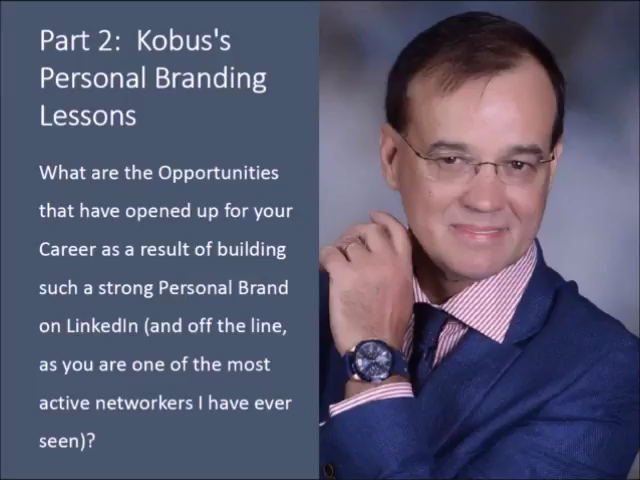 Part 2:  Kobus's
Personal Branding
Lessons
What are the Opportunities
that have opened up for your
Career as a result of building
such a strong Personal Brand
on LinkedIn (and off the line,
as you are one of the most
active networkers I have ever
seen)?